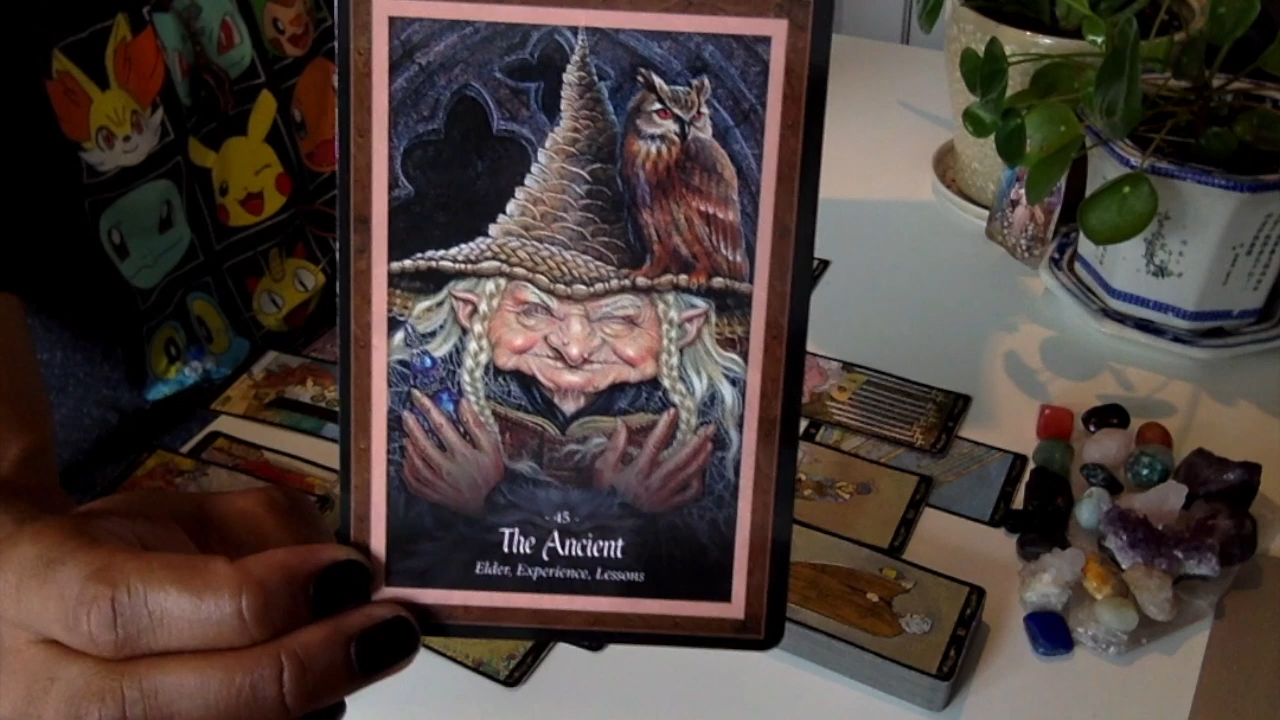 - 45 -
The Ancient
Elder, Experience, Lessons